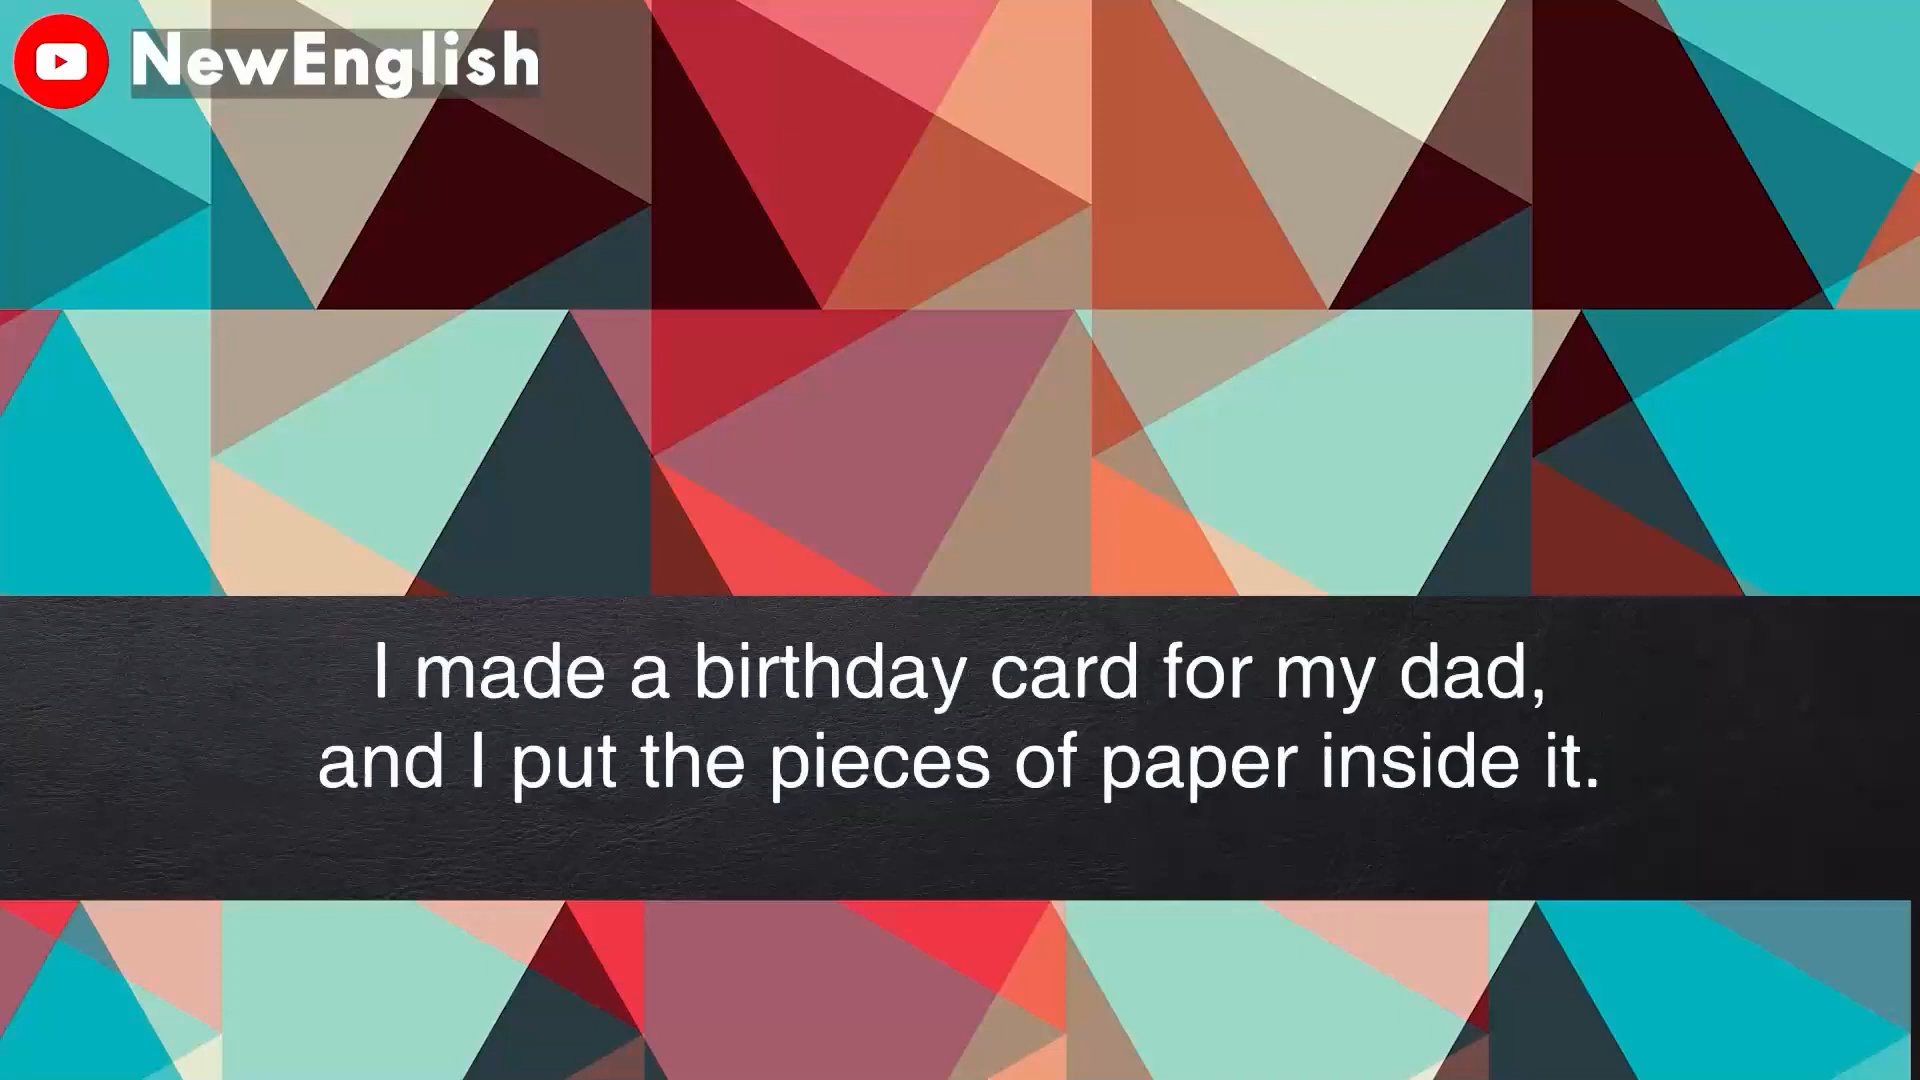 NewEnglish
I made a birthday card for my dad,
and I put the pieces of paper inside it.